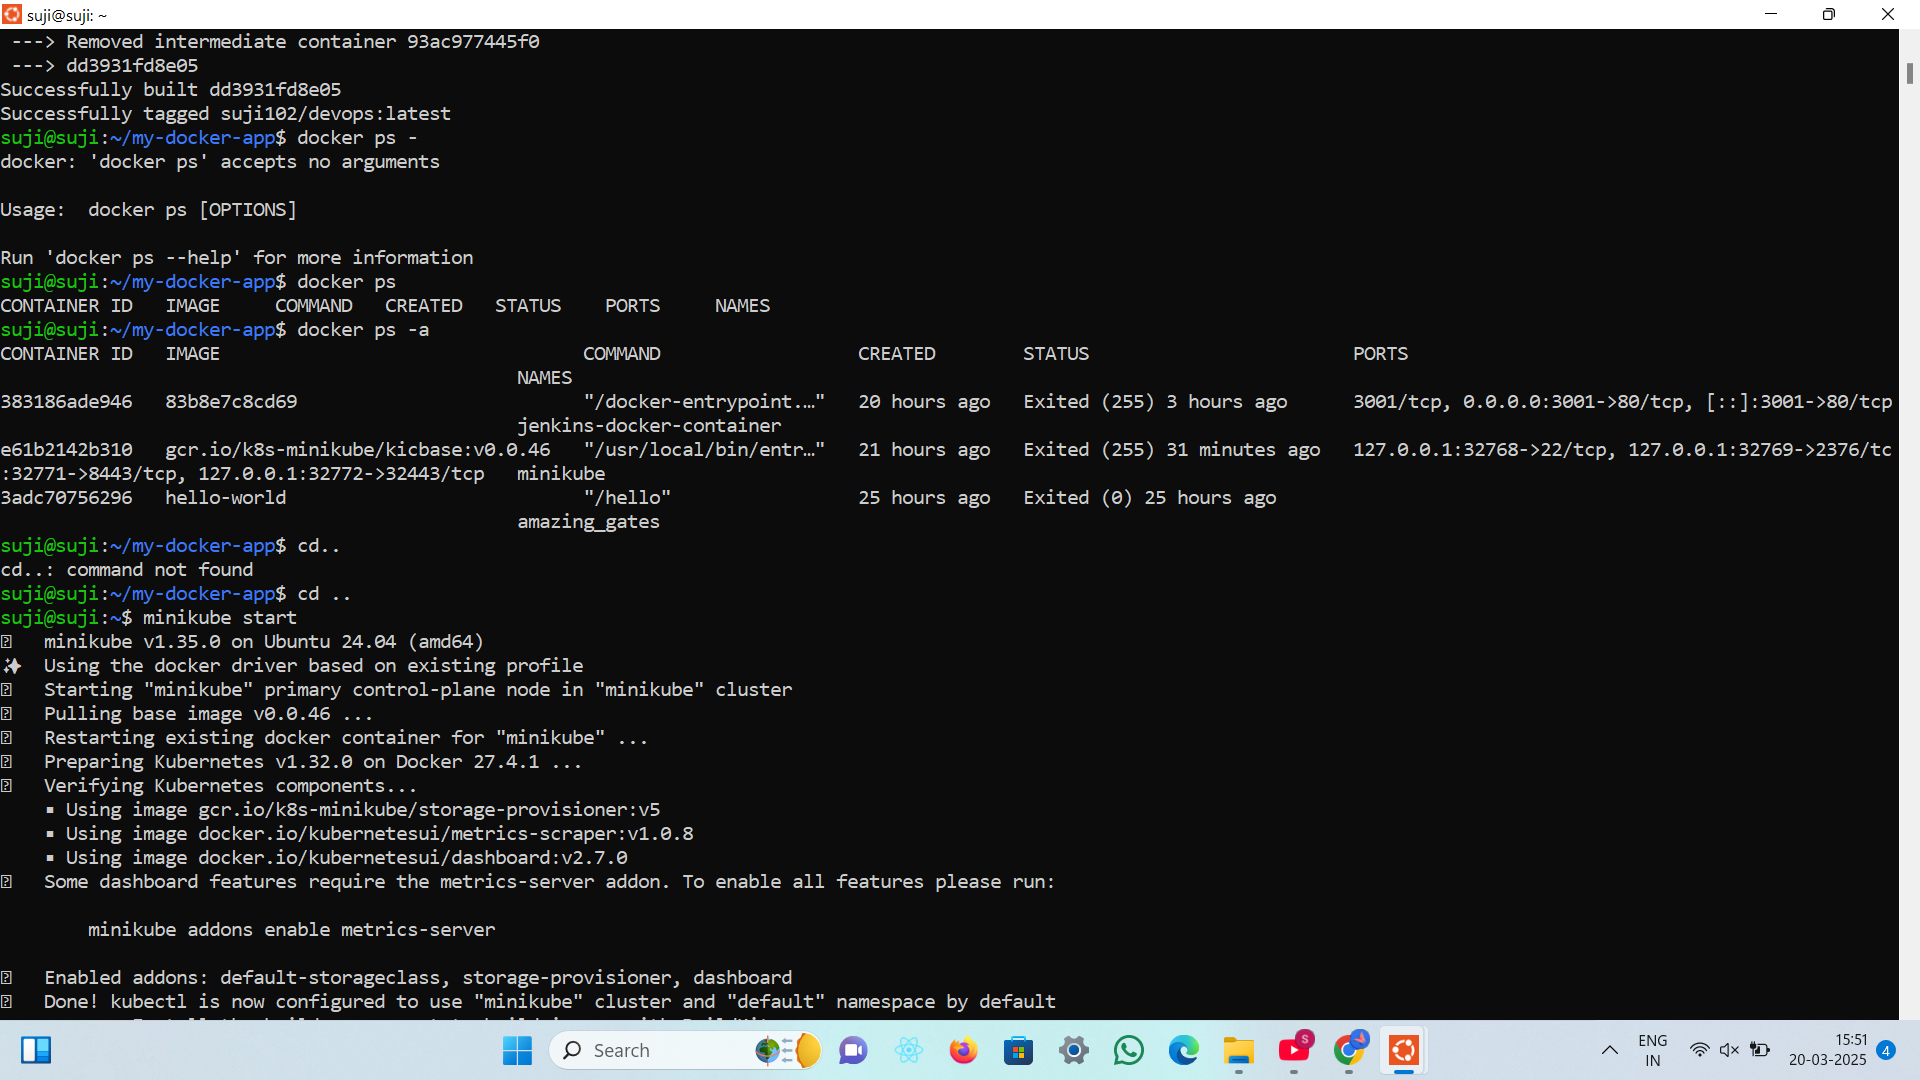 suji@suji: ~
---> Removed intermediate container 93ac977445f0
---> dd3931fd8e05
Successfully built dd3931fd8e05
Successfully tagged suji102/devops:latest
suji@suji:~/my-docker-app$ docker ps -
docker: 'docker ps' accepts no arguments
Usage:  docker ps [OPTIONS]
Run 'docker ps --help' for more information
suji@suji:~/my-docker-app$ docker ps
CONTAINER ID   IMAGE     COMMAND   CREATED   STATUS    PORTS     NAMES
suji@suji:~/my-docker-app$ docker ps -a
CONTAINER ID   IMAGE   COMMAND   CREATED   STATUS   PORTS
NAMES
383186ade946   83b8e7c8cd69   "/docker-entrypoint.…"   20 hours ago   Exited (255) 3 hours ago   3001/tcp, 0.0.0.0:3001->80/tcp, [::]:3001->80/tcp
jenkins-docker-container
e61b2142b310   gcr.io/k8s-minikube/kicbase:v0.0.46   "/usr/local/bin/entr…"   21 hours ago   Exited (255) 31 minutes ago   127.0.0.1:32768->22/tcp, 127.0.0.1:32769->2376/tc
:32771->8443/tcp, 127.0.0.1:32772->32443/tcp   minikube
3adc70756296   hello-world   "/hello"   25 hours ago   Exited (0) 25 hours ago
amazing_gates
suji@suji:~/my-docker-app$ cd..
cd..: command not found
suji@suji:~/my-docker-app$ cd ..
suji@suji:~$ minikube start
minikube v1.35.0 on Ubuntu 24.04 (amd64)
Using the docker driver based on existing profile
Starting "minikube" primary control-plane node in "minikube" cluster
Pulling base image v0.0.46 ...
Restarting existing docker container for "minikube" ...
Preparing Kubernetes v1.32.0 on Docker 27.4.1 ...
Verifying Kubernetes components...
▪ Using image gcr.io/k8s-minikube/storage-provisioner:v5
▪ Using image docker.io/kubernetesui/metrics-scraper:v1.0.8
▪ Using image docker.io/kubernetesui/dashboard:v2.7.0
Some dashboard features require the metrics-server addon. To enable all features please run:
minikube addons enable metrics-server
Enabled addons: default-storageclass, storage-provisioner, dashboard
Done! kubectl is now configured to use "minikube" cluster and "default" namespace by default
Search
S
ENG
IN
15:51
20-03-2025
4